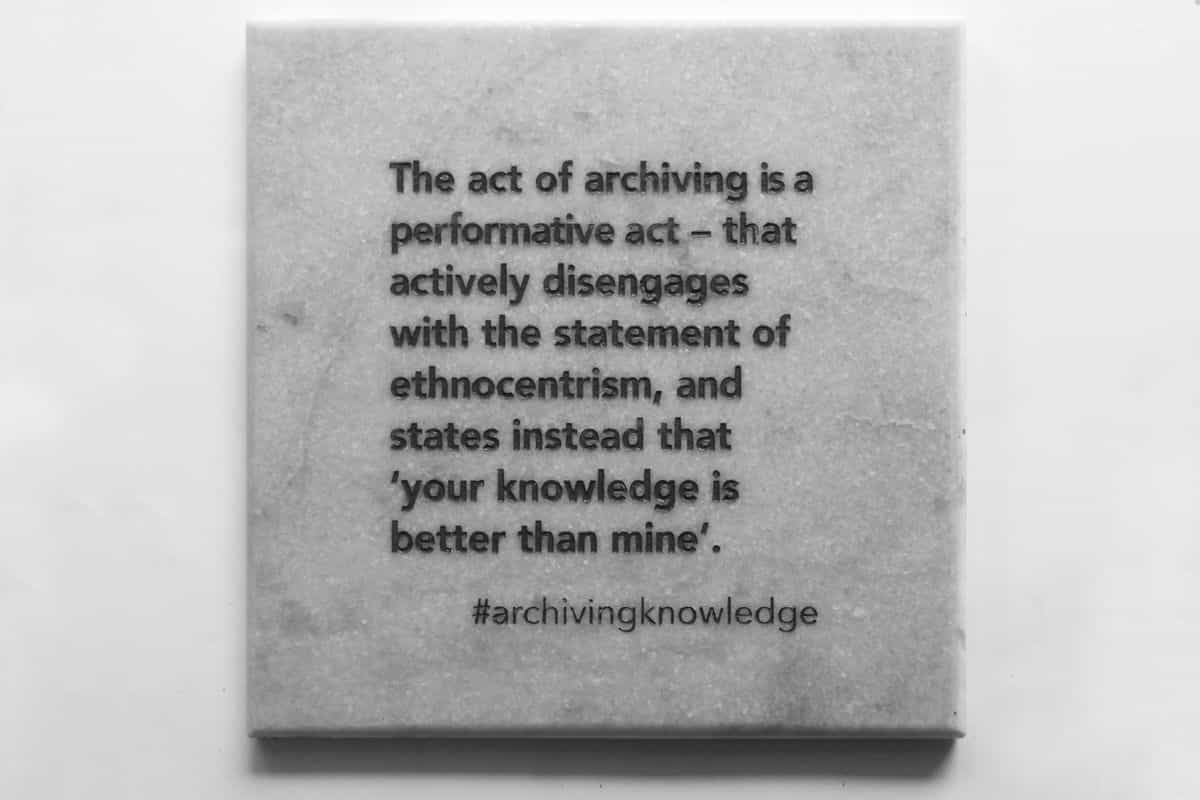 The act of archiving is a
performative act – that
actively disengages
with the statement of
ethnocentrism, and
states instead that
‘your knowledge is
better than mine’.
#archivingknowledge